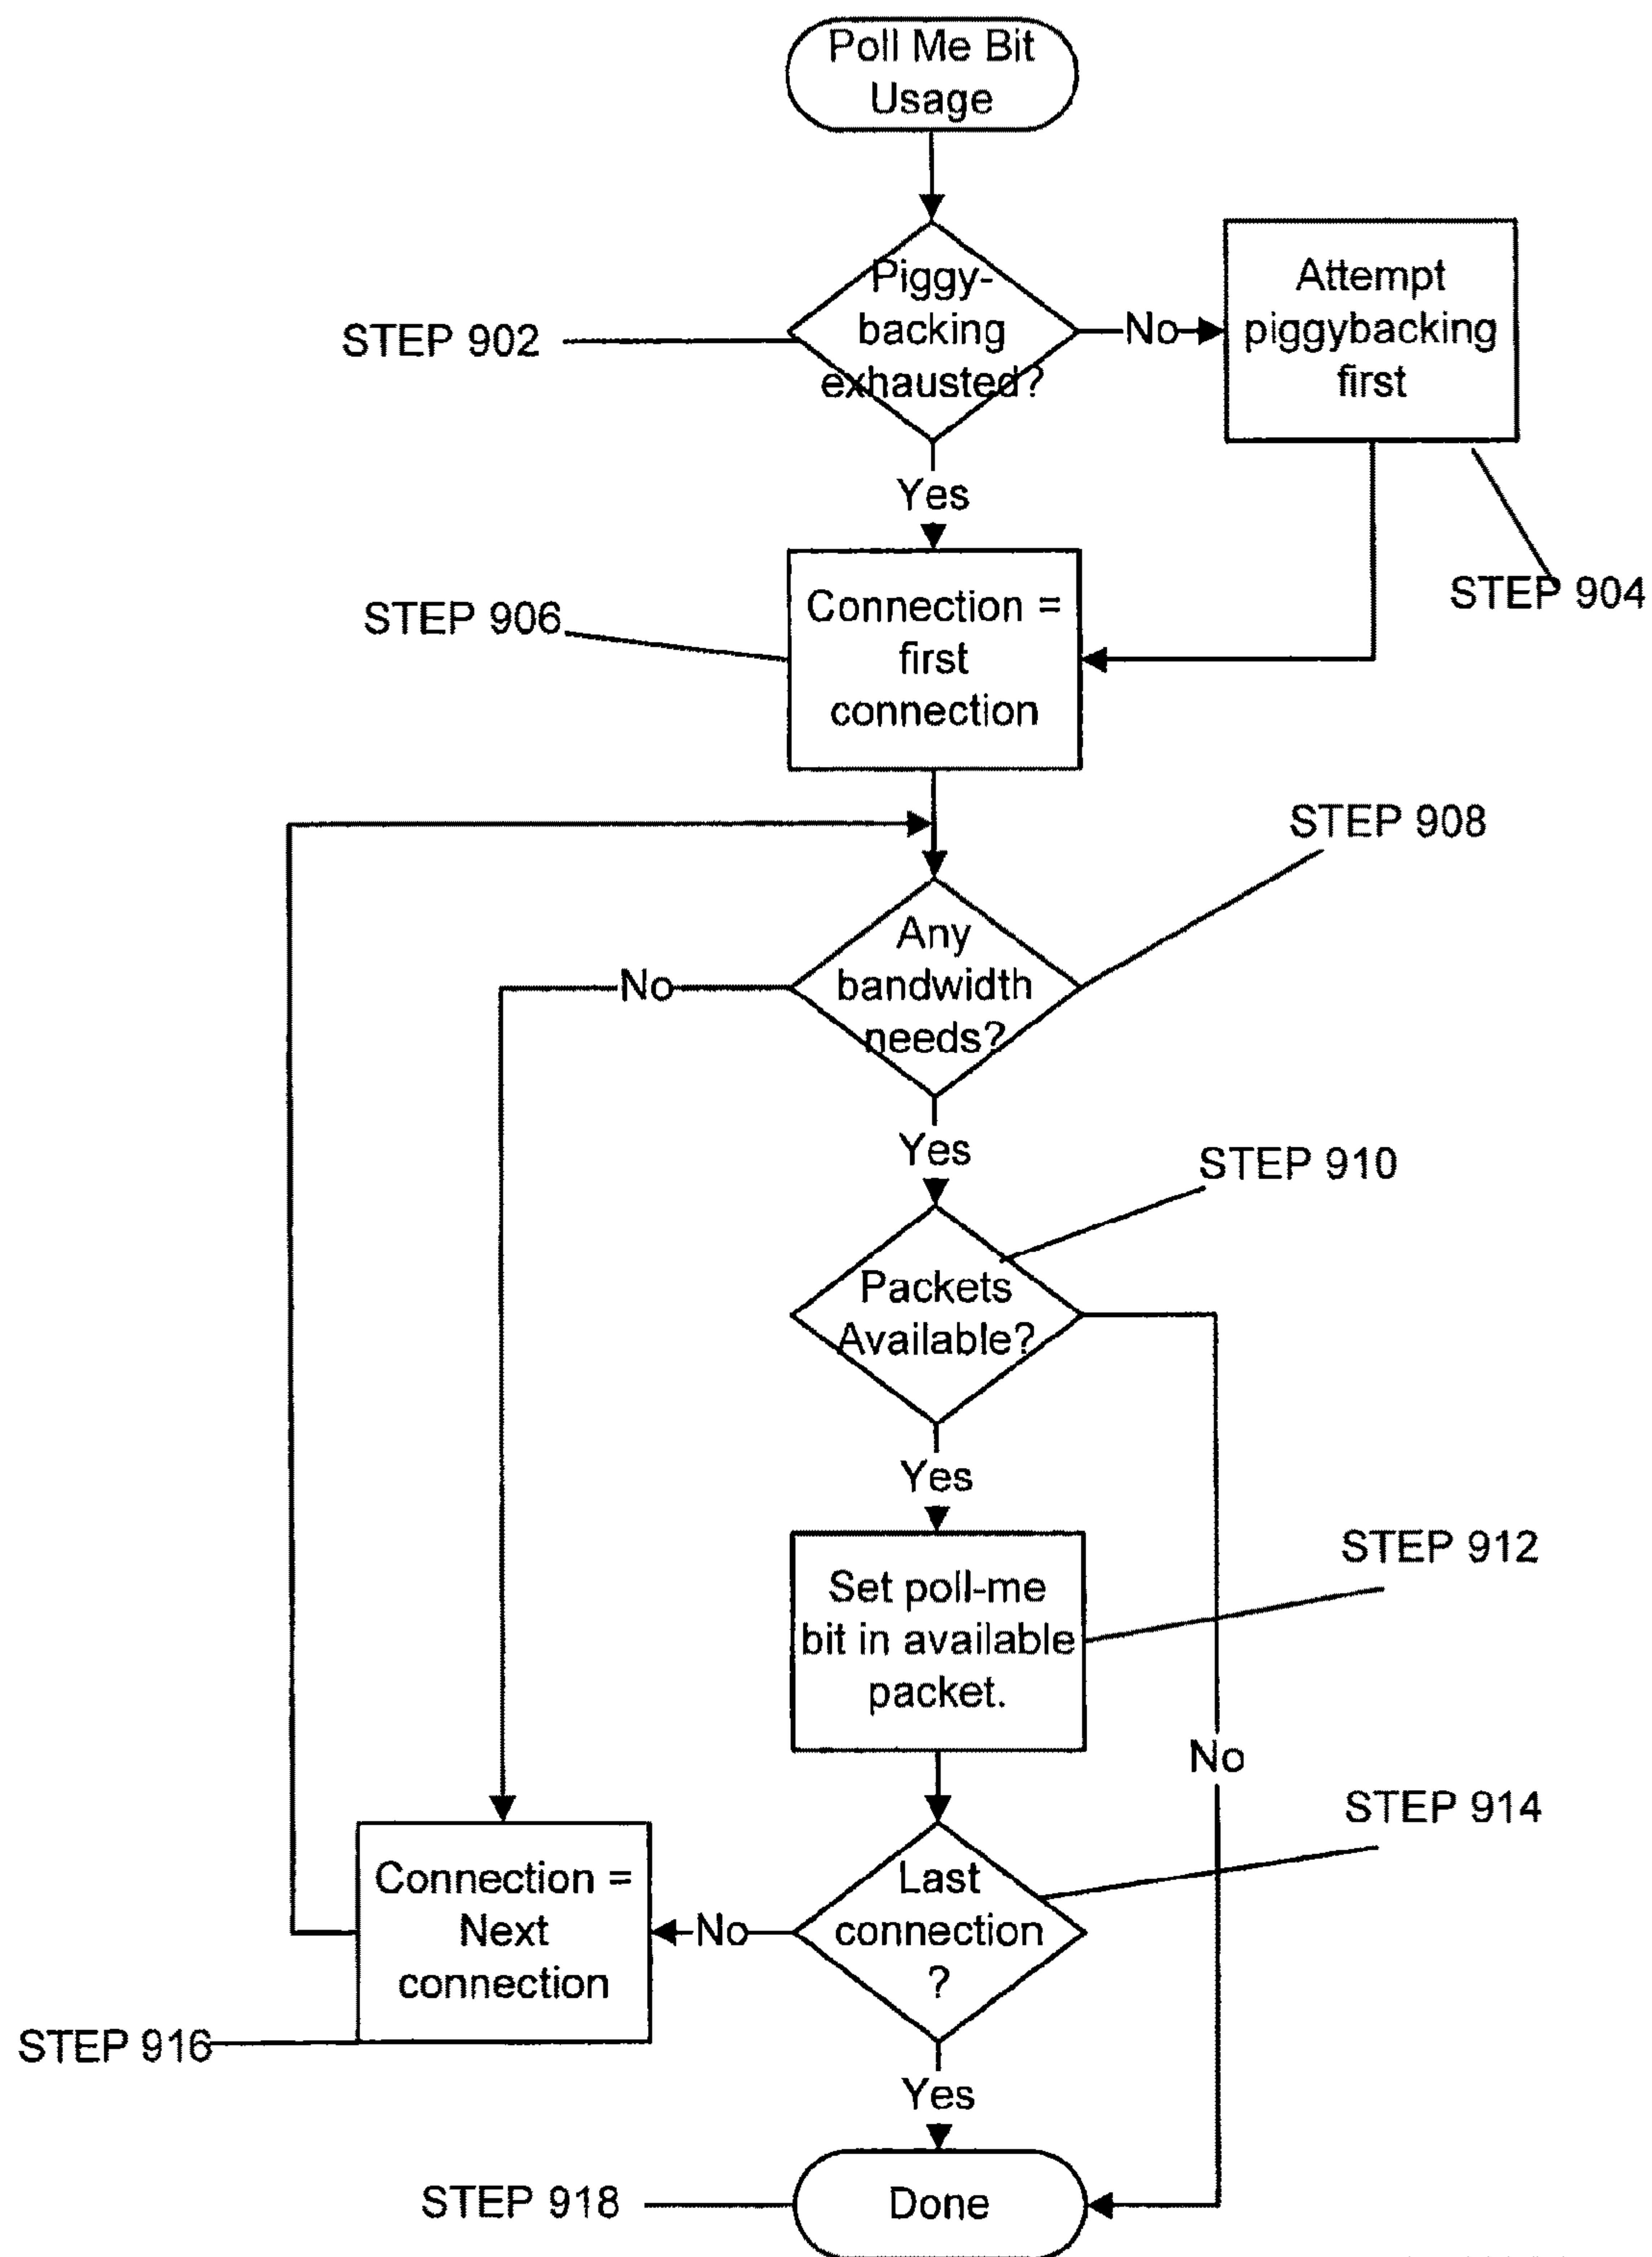 Poll Me Bit
Usage
Piggy-
backing
exhausted?
STEP 902
No
Attempt
piggybacking
first
STEP 904
Yes
Connection =
first
connection
STEP 906
STEP 908
Any
bandwidth
needs?
No
Yes
STEP 910
Packets
Available?
Yes
STEP 912
Set poll-me
bit in available
packet.
No
STEP 914
Last
connection
?
No
Connection =
Next
connection
STEP 916
Yes
STEP 918
Done